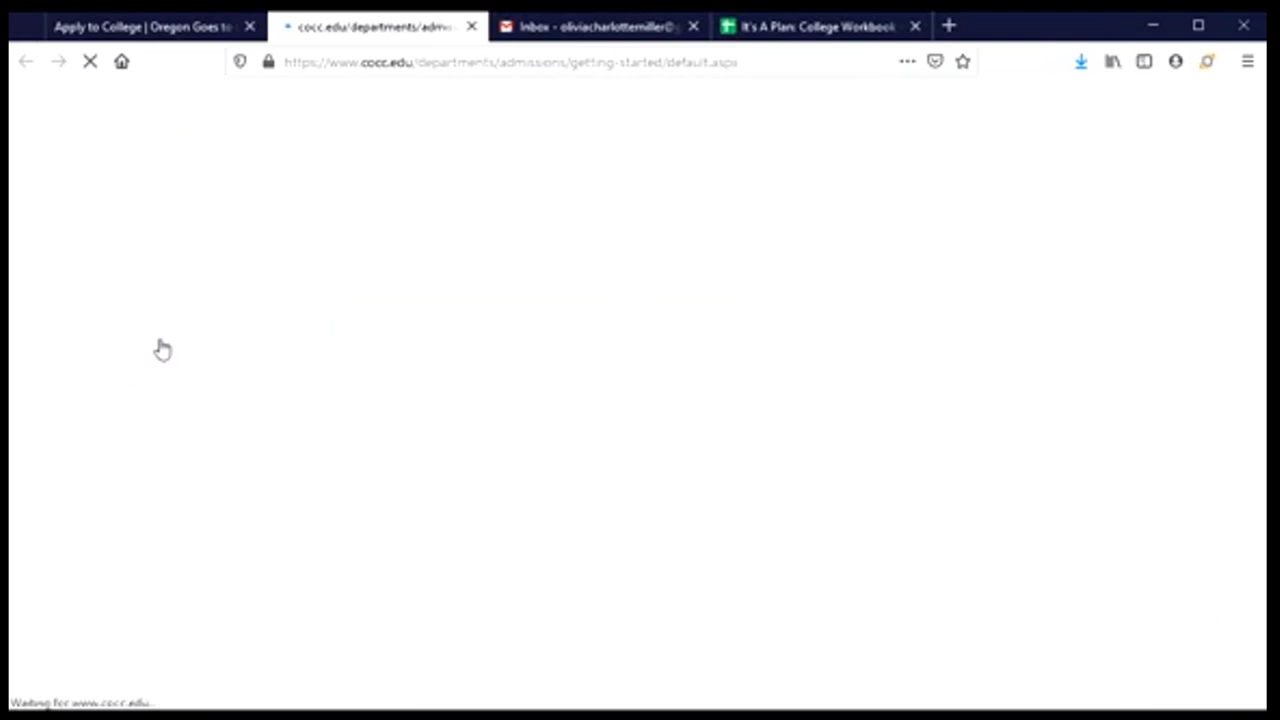 Apply to College | Oregon Goes to
cocc.edu/departments/admis
Inbox - oliviacharlottemiller@g
It's A Plan: College Workbook
https://www.cocc.edu/departments/admissions/getting-started/default.aspx
Waiting for www.cocc.edu...